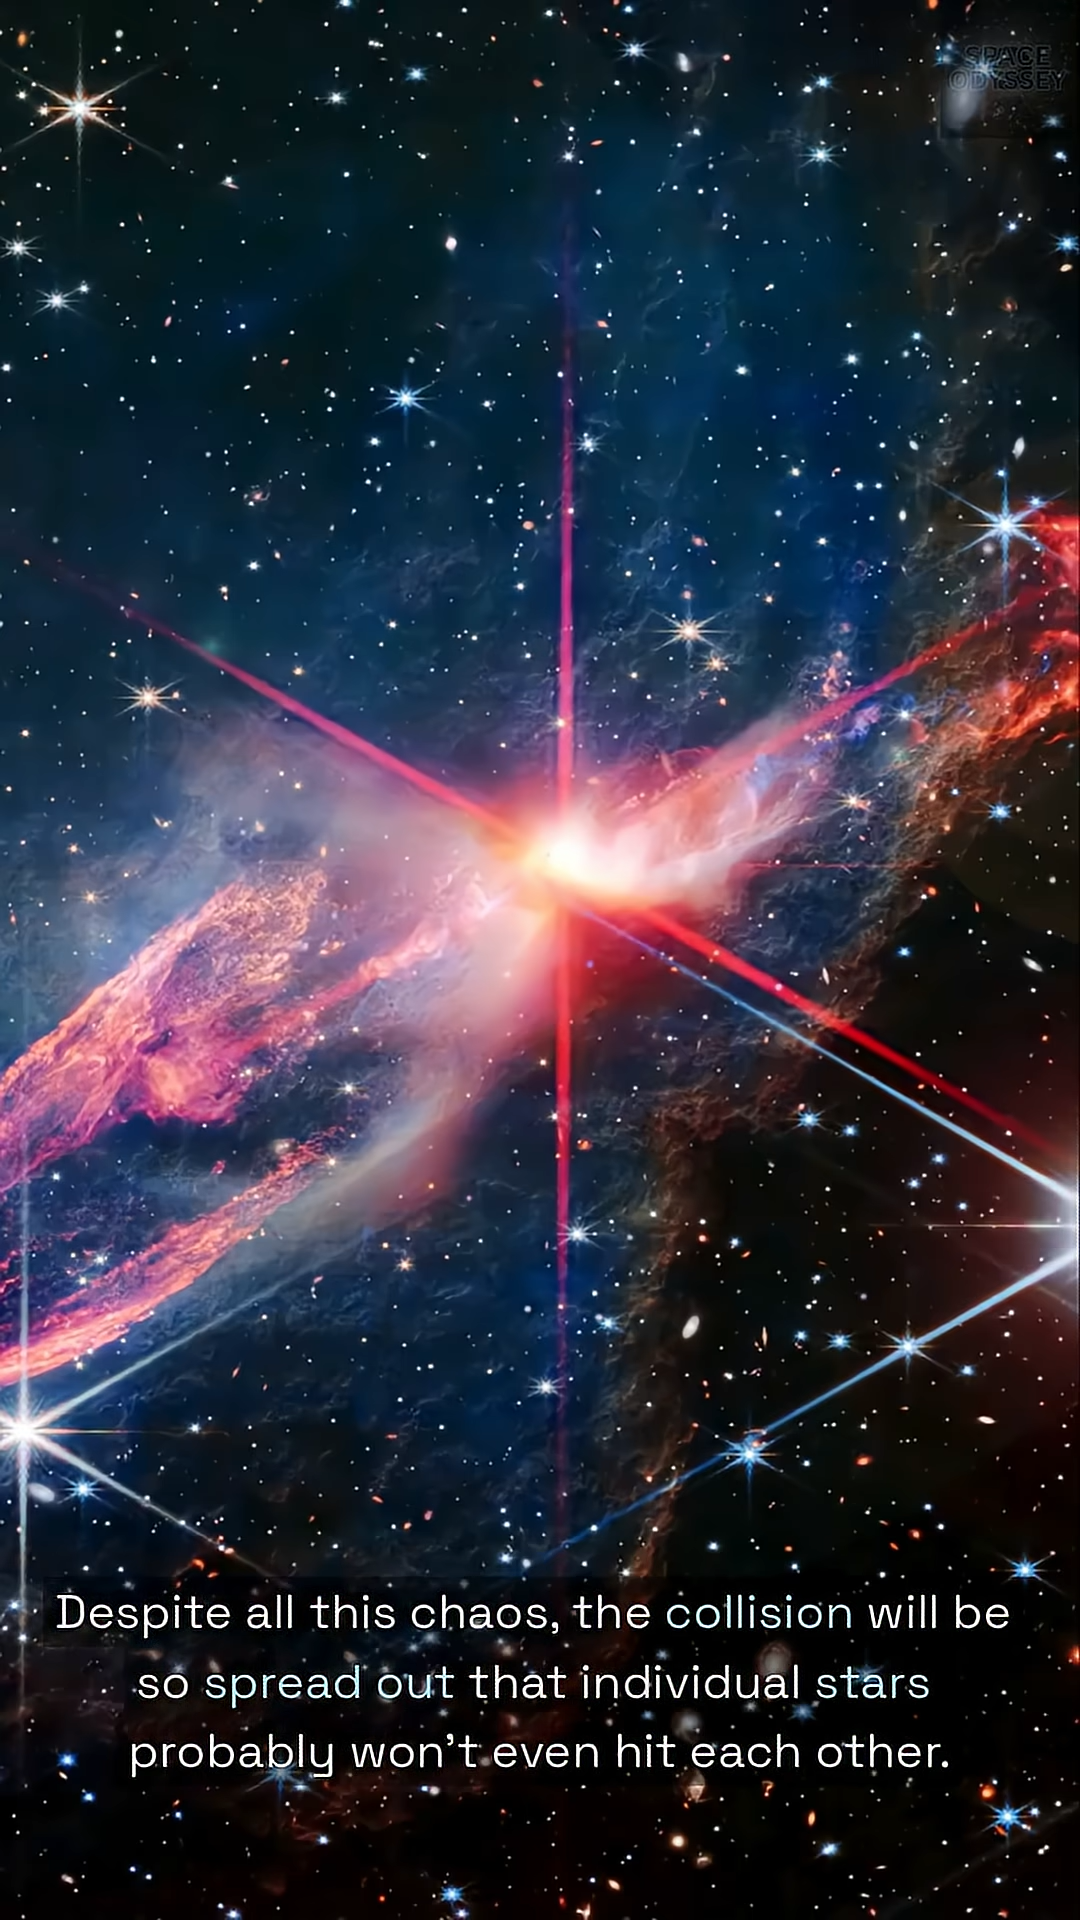 SPACE
ODYSSEY
Despite all this chaos, the collision will be
so spread out that individual stars
probably won't even hit each other.